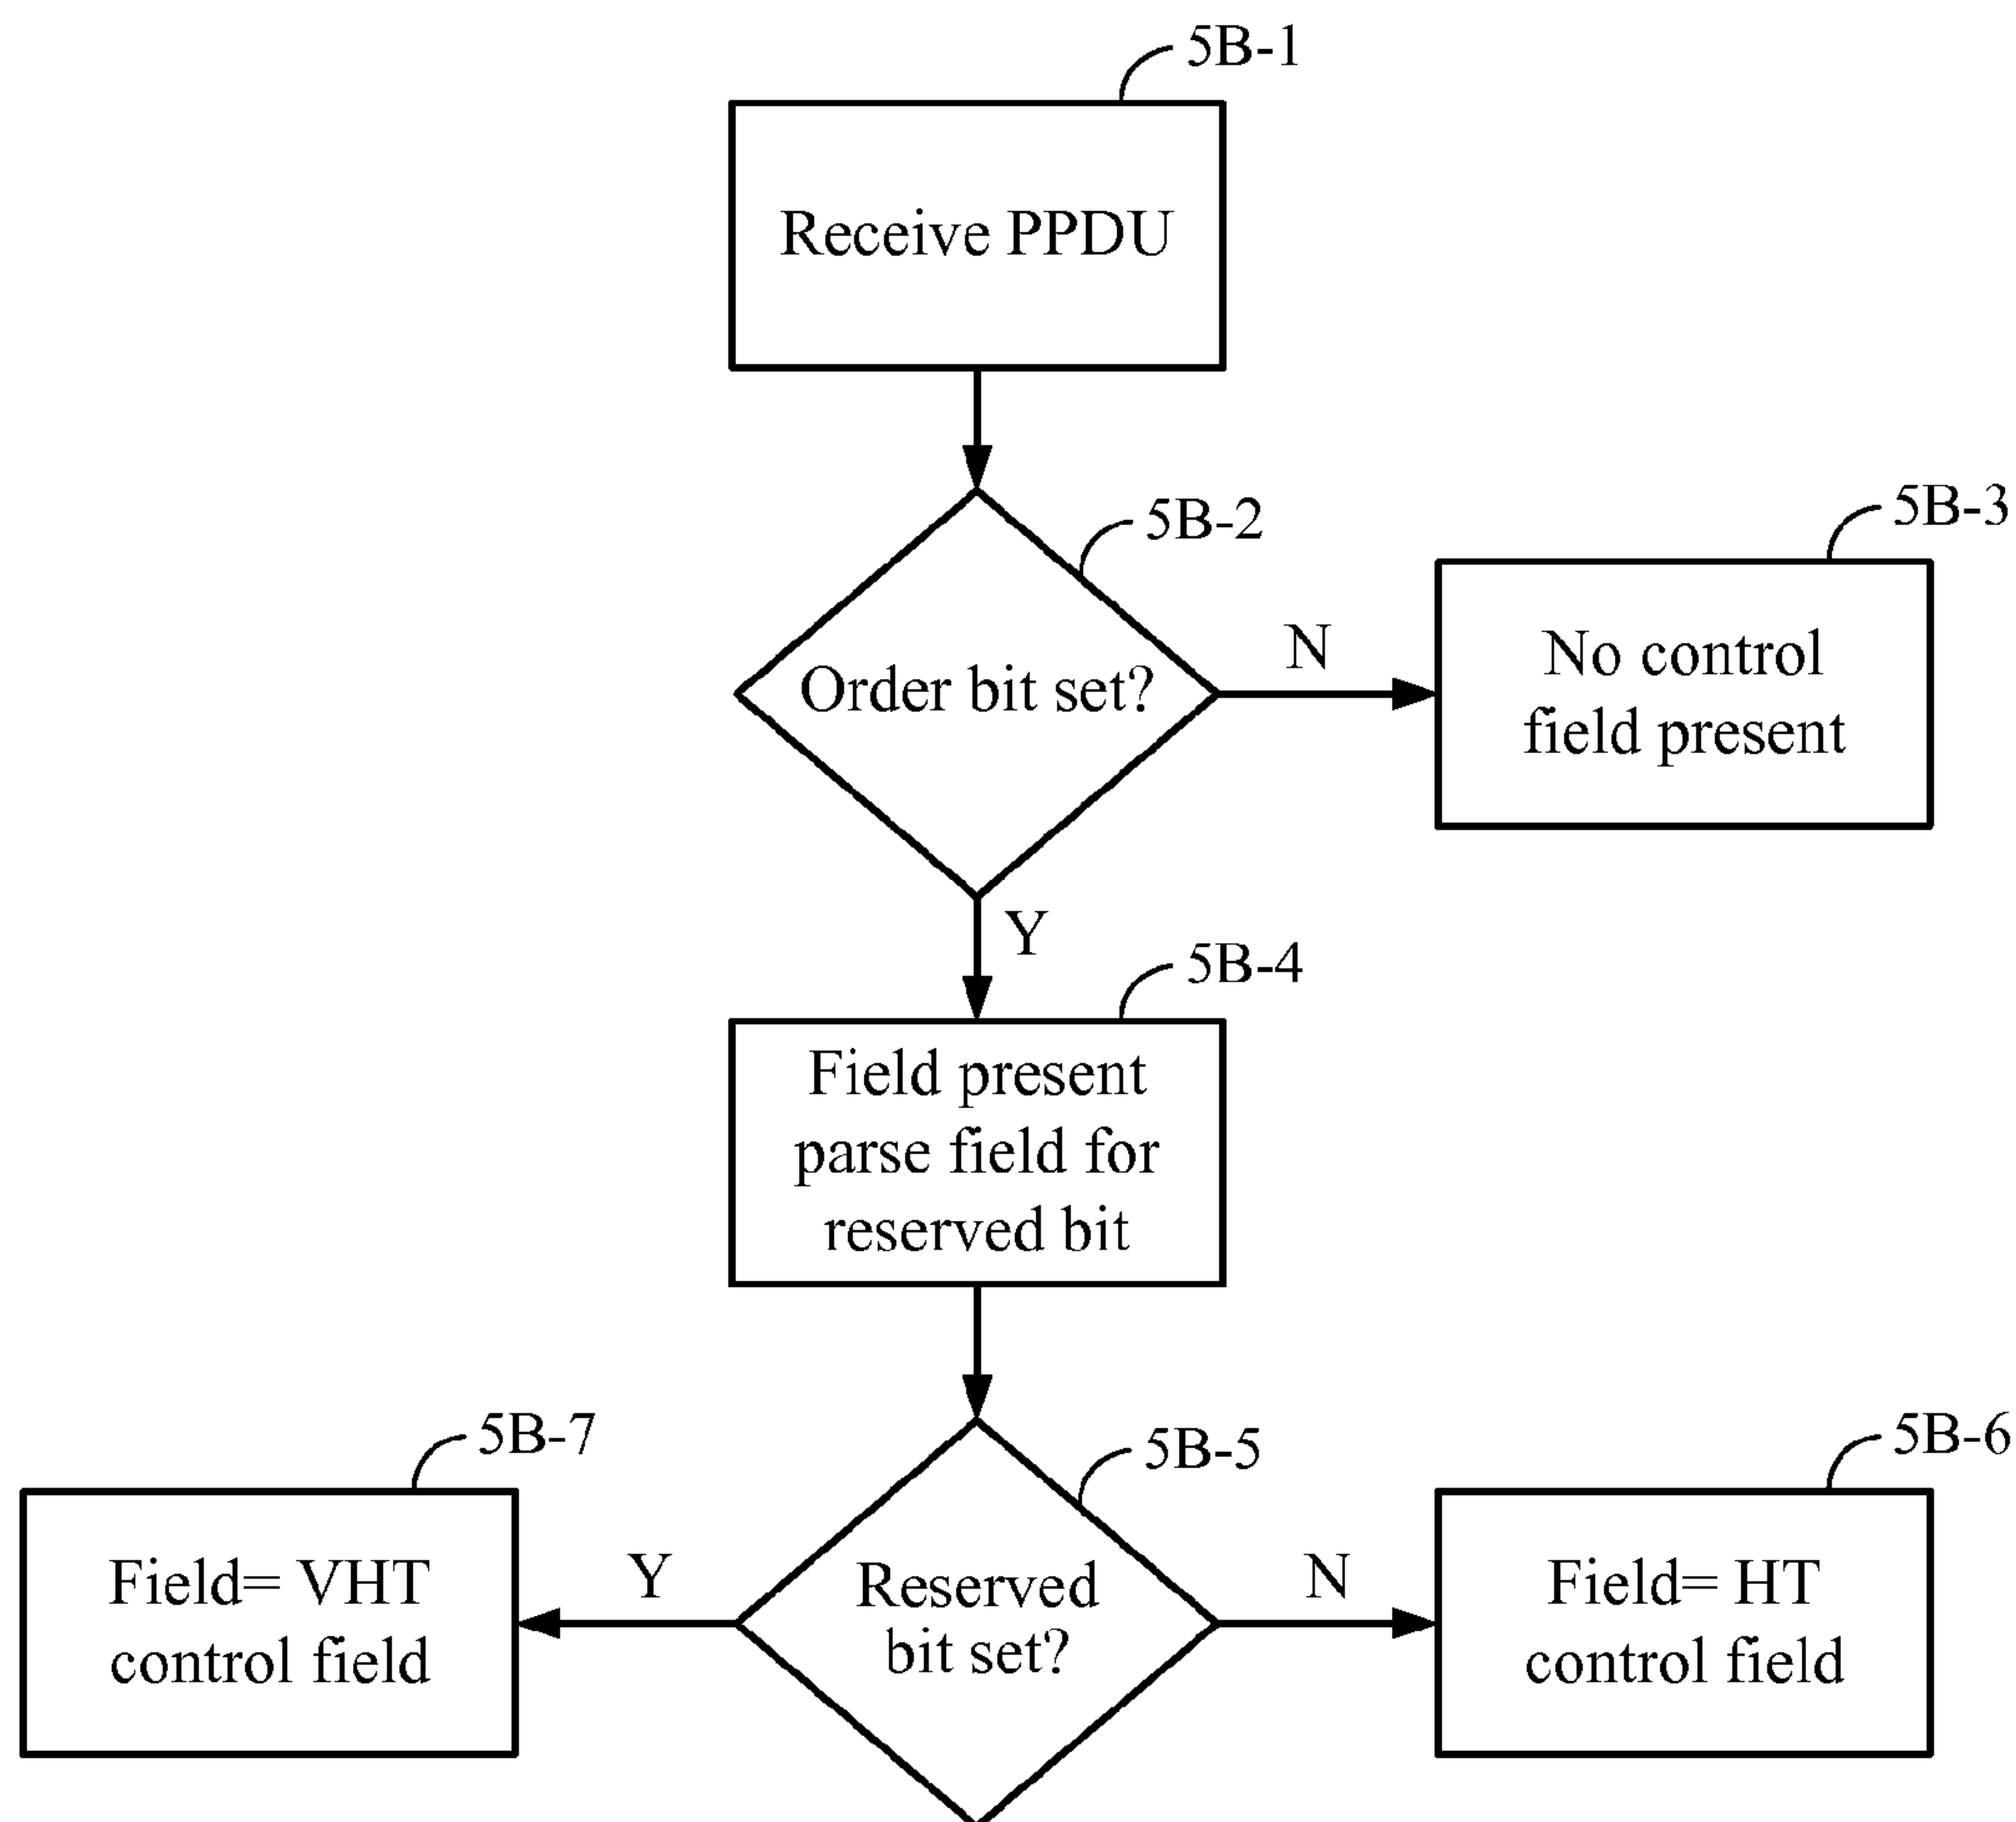 5B-1
Receive PPDU
5B-2
Order bit set?
N
5B-3
No control
field present
Y
5B-4
Field present
parse field for
reserved bit
5B-5
Reserved
bit set?
N
5B-6
Field= HT
control field
Y
5B-7
Field= VHT
control field